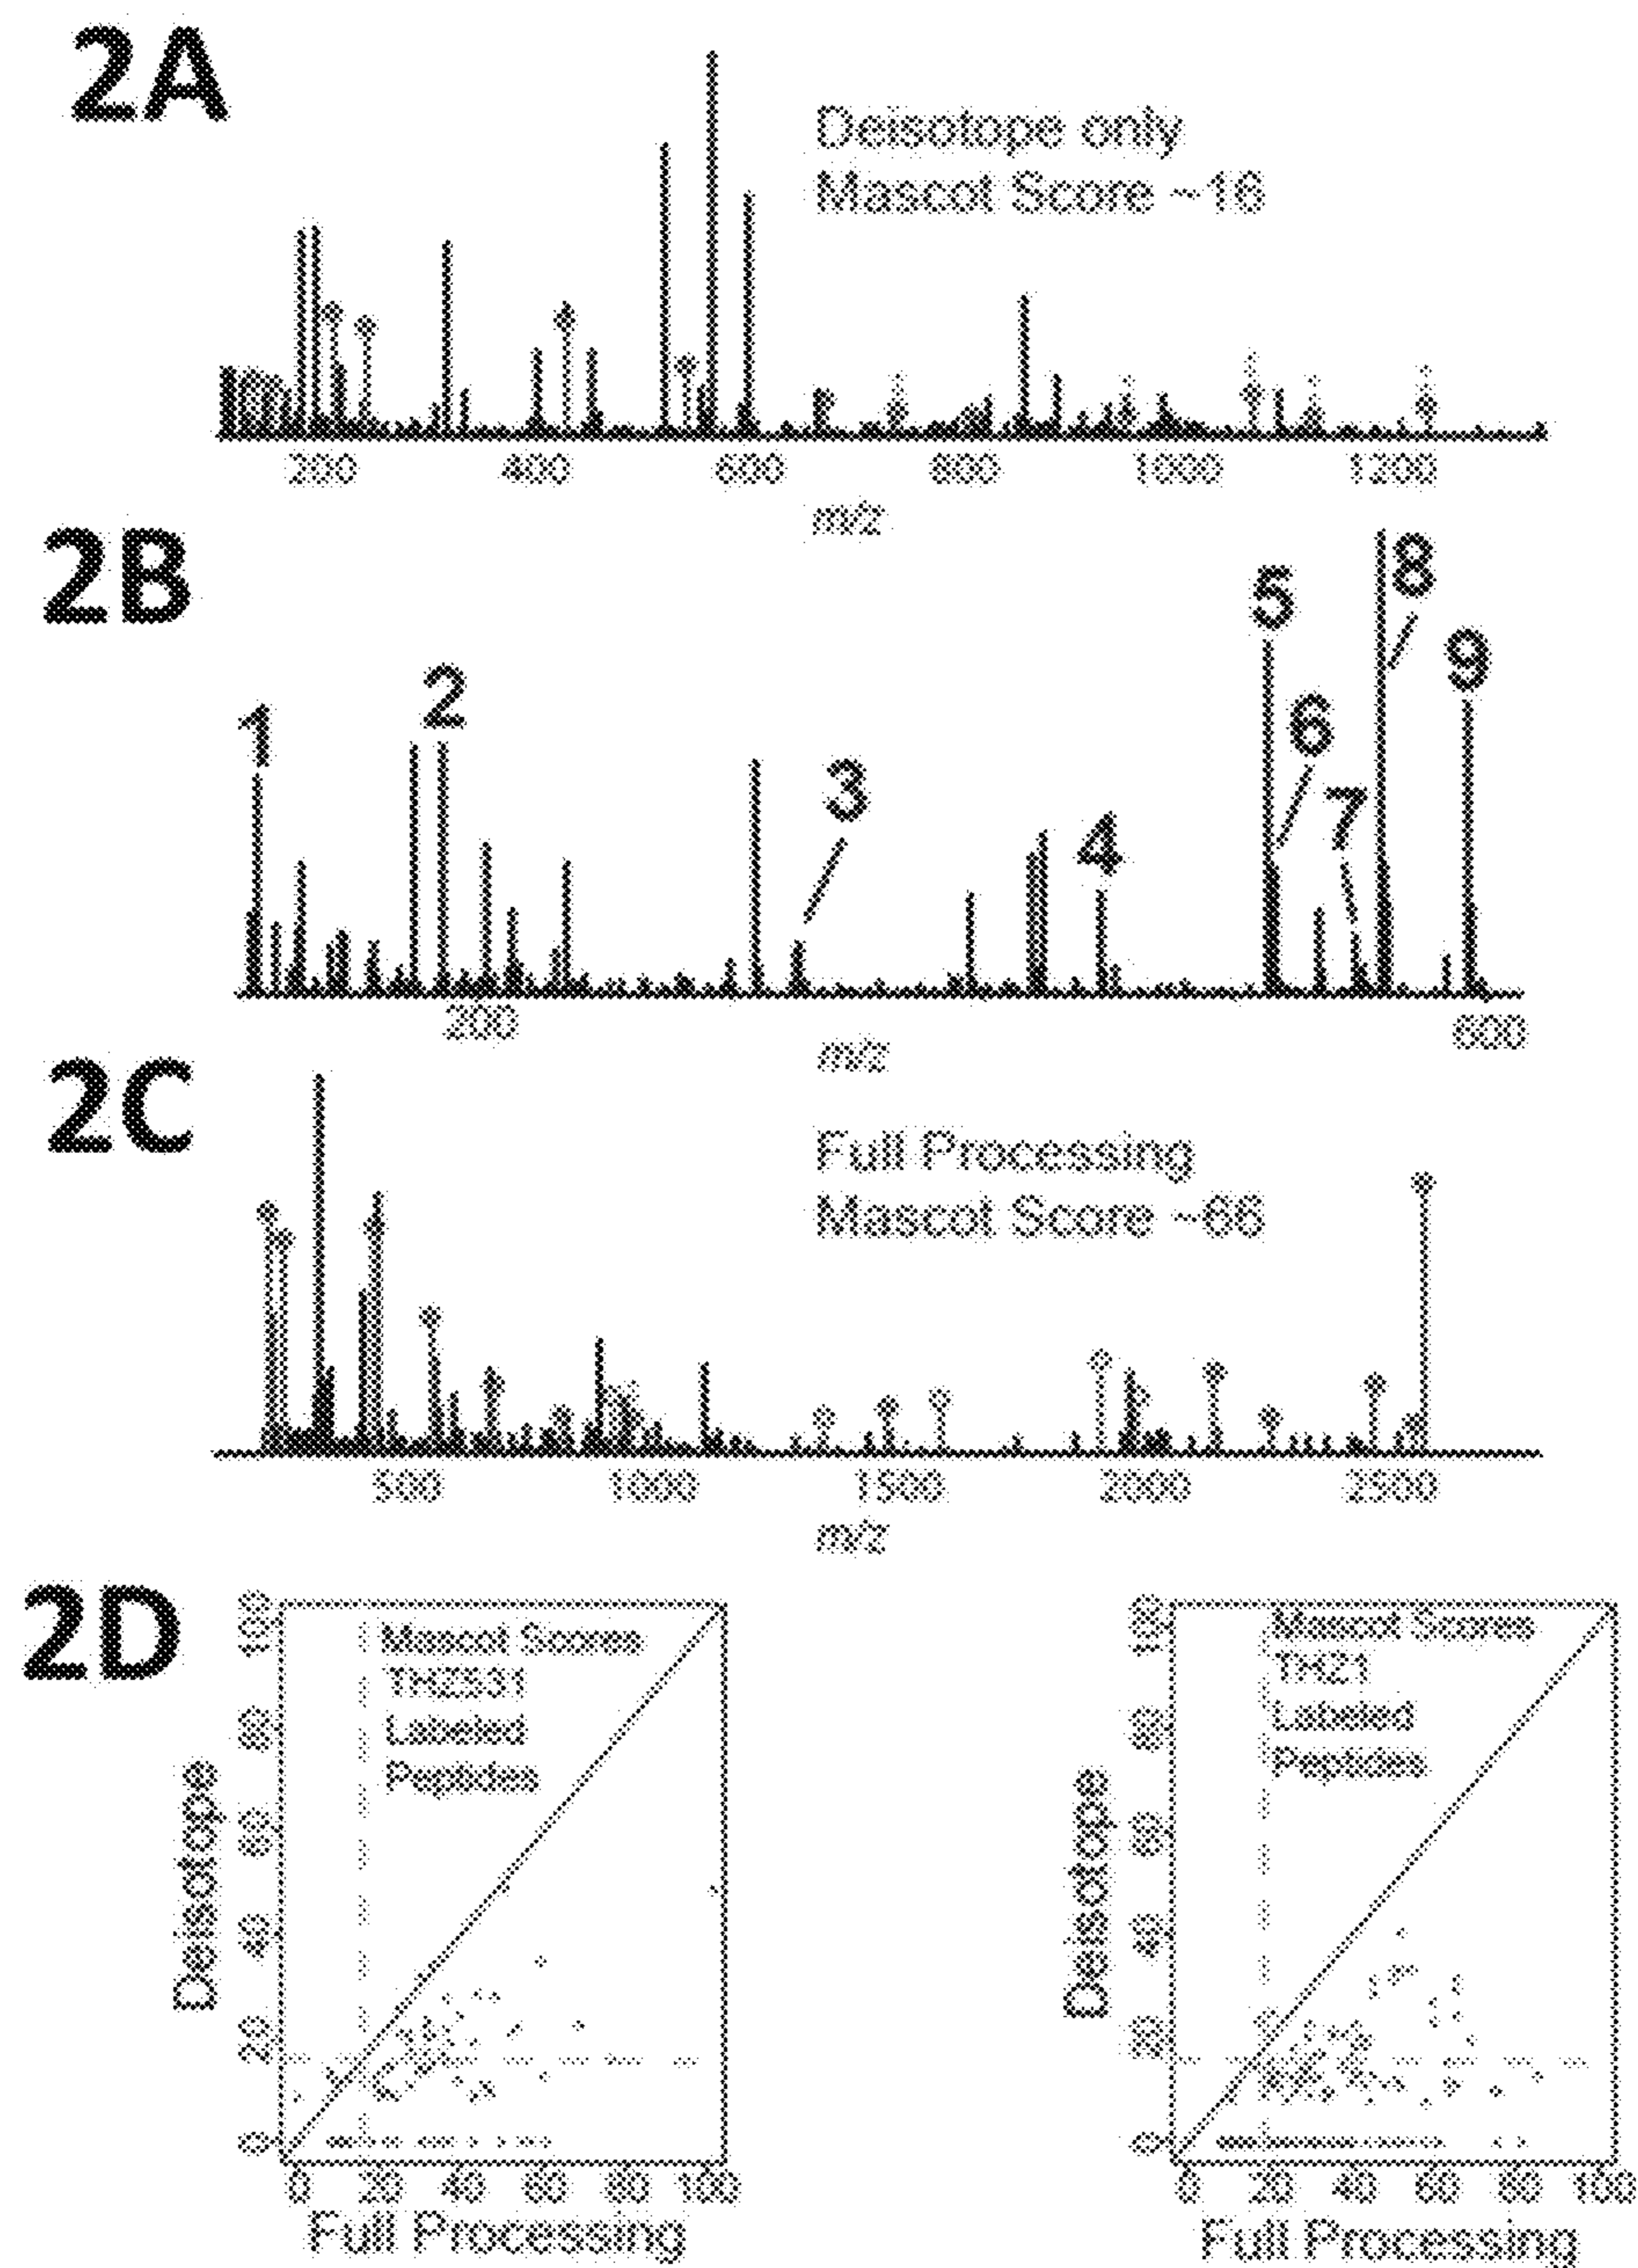 2A
Deisotope only
Mascot Score ~16
200 400 600 800 1000 1200
m/z
2B
1 2 3 4 5 6 7 8 9
200 600
m/z
2C
Full Processing
Mascot Score ~66
500 1000 1500 2000 2500
m/z
2D
Mascot Scores
THZ531
Labeled
Peptides
Deisotope
0 20 40 60 80 100
0 20 40 60 80 100
Full Processing
Mascot Scores
THZ1
Labeled
Peptides
Deisotope
0 20 40 60 80 100
0 20 40 60 80 100
Full Processing